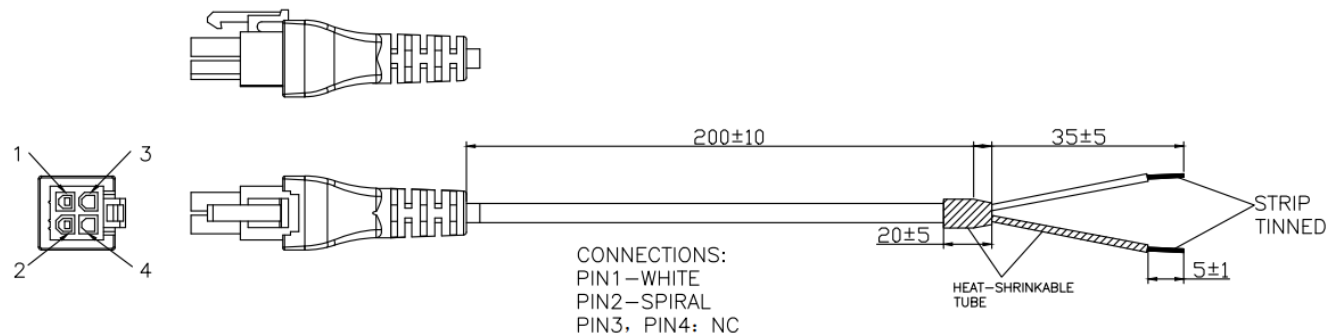 200±10
35±5
1
3
2
4
STRIP
TINNED
20±5
5±1
CONNECTIONS:
PIN1-WHITE
PIN2-SPIRAL
PIN3, PIN4: NC
HEAT-SHRINKABLE
TUBE